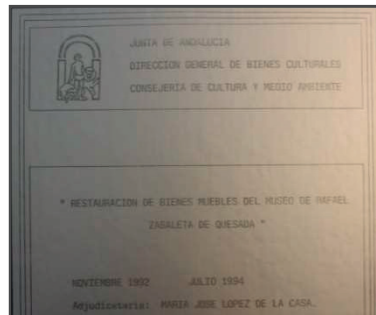 JUNTA DE ANDALUCIA
DIRECCION GENERAL DE BIENES CULTURALES
CONSEJERIA DE CULTURA Y MEDIO AMBIENTE
" RESTAURACION DE BIENES MUEBLES DEL MUSEO DE RAFAEL
ZABALETA DE QUESADA "
NOVIEMBRE 1992 JULIO 1994
Adjudicataria: MARIA JOSE LOPEZ DE LA CASA.